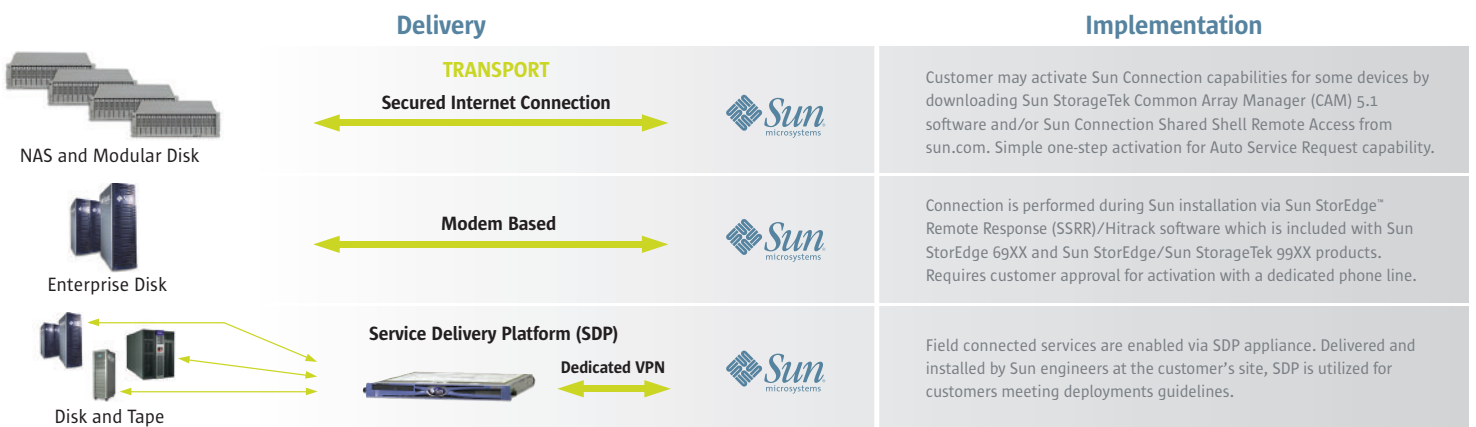 Delivery
Implementation
TRANSPORT
Secured Internet Connection
Sun
microsystems
NAS and Modular Disk
Customer may activate Sun Connection capabilities for some devices by
downloading Sun StorageTek Common Array Manager (CAM) 5.1
software and/or Sun Connection Shared Shell Remote Access from
sun.com. Simple one-step activation for Auto Service Request capability.
Modem Based
Sun
microsystems
Enterprise Disk
Connection is performed during Sun installation via Sun StorEdge™
Remote Response (SSRR)/Hitrack software which is included with Sun
StorEdge 69XX and Sun StorEdge/Sun StorageTek 99XX products.
Requires customer approval for activation with a dedicated phone line.
Service Delivery Platform (SDP)
Dedicated VPN
Sun
microsystems
Disk and Tape
Field connected services are enabled via SDP appliance. Delivered and
installed by Sun engineers at the customer's site, SDP is utilized for
customers meeting deployments guidelines.